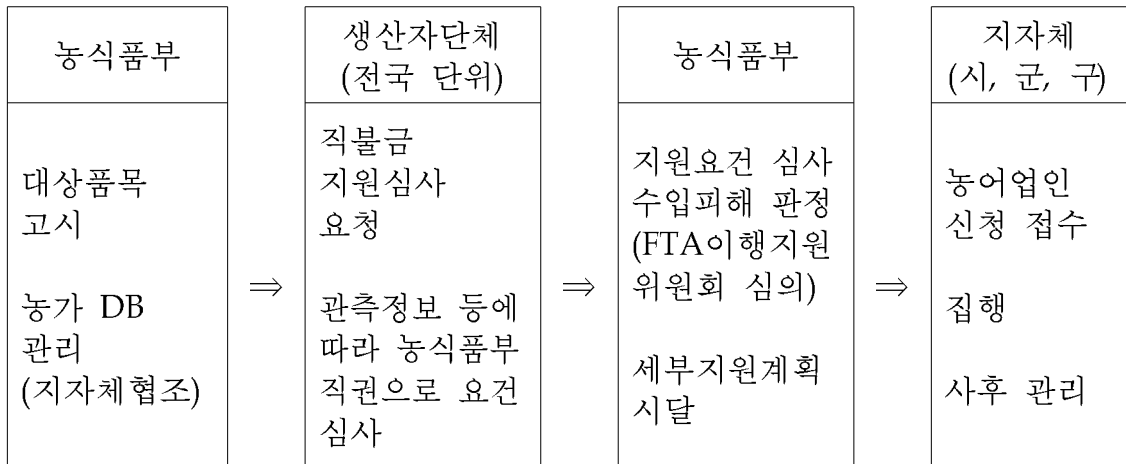 농식품부
대상품목
고시
농가 DB
관리
(지자체협조)
⇒
생산자단체
(전국 단위)
직불금
지원심사
요청
관측정보 등에
따라 농식품부
직권으로 요건
심사
⇒
농식품부
지원요건 심사
수입피해 판정
(FTA이행지원
위원회 심의)
세부지원계획
시달
⇒
지자체
(시, 군, 구)
농어업인
신청 접수
집행
사후 관리